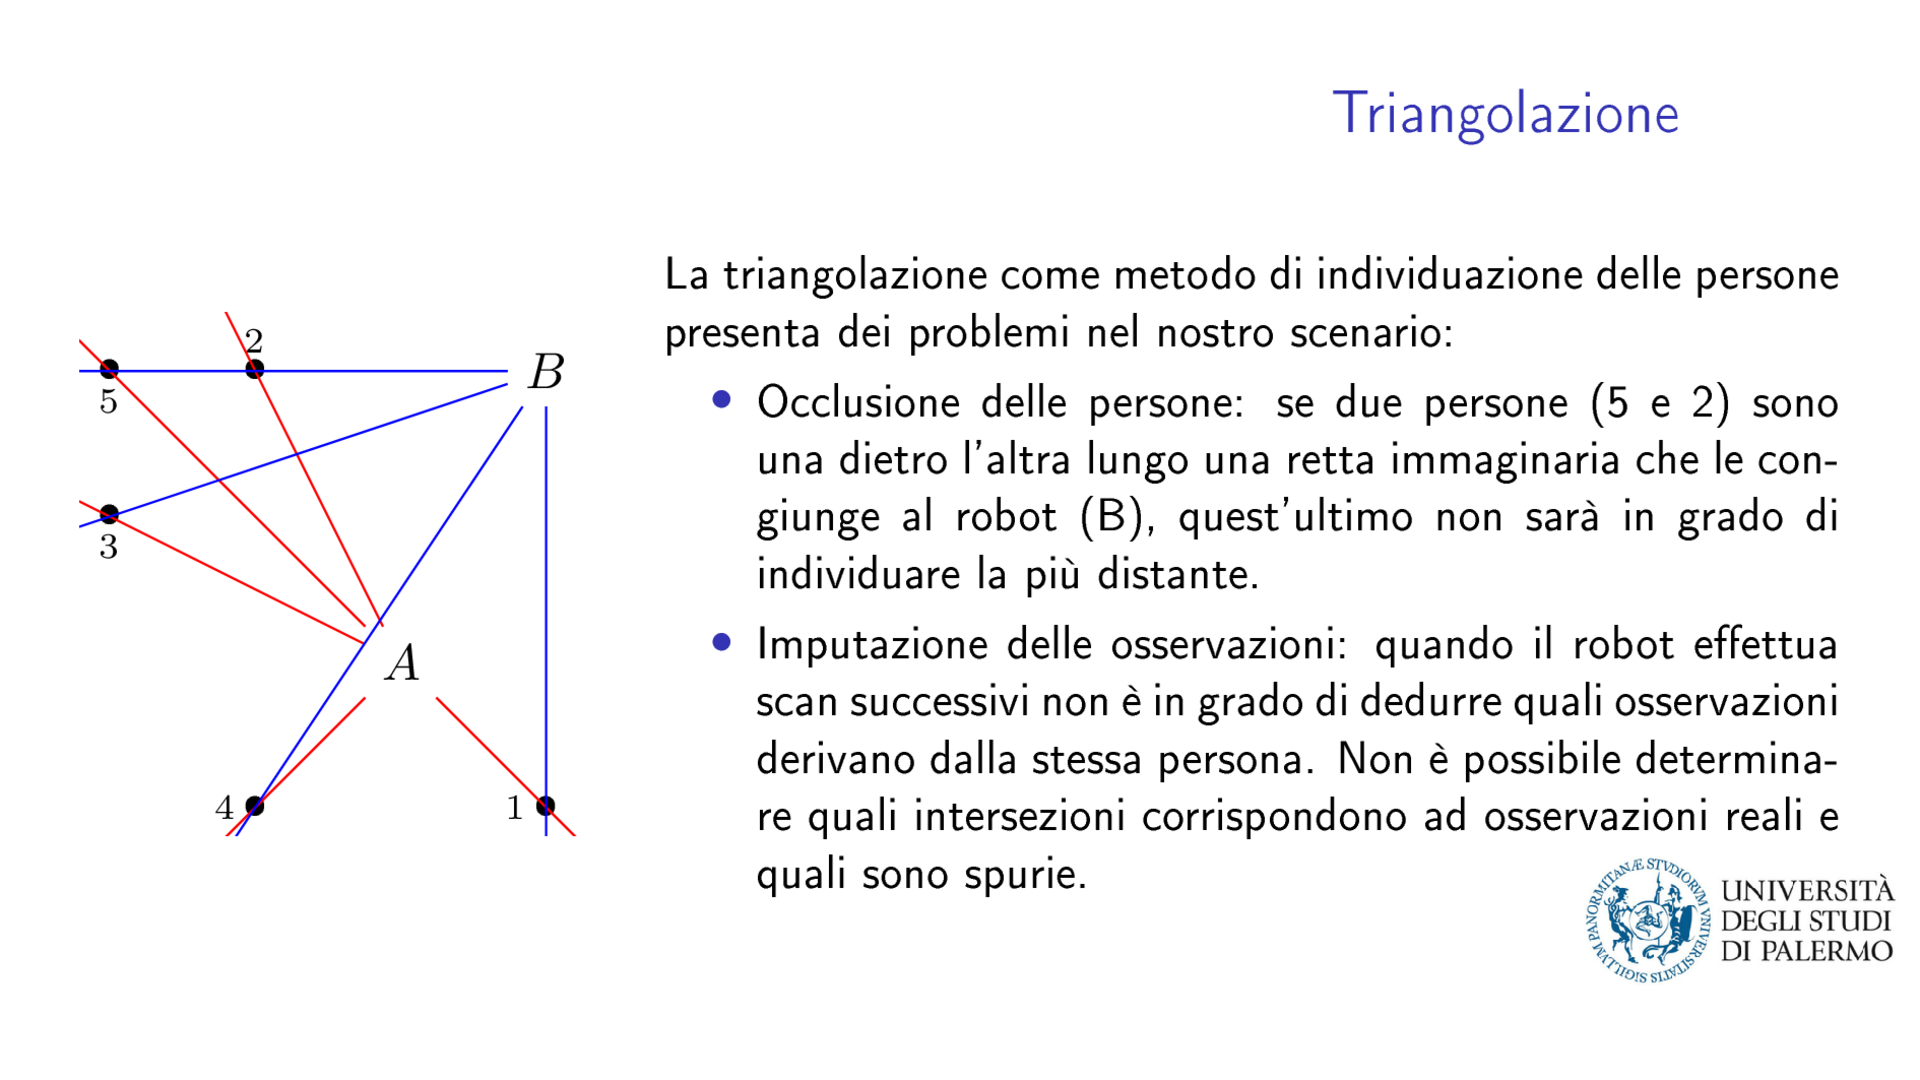 Triangolazione
La triangolazione come metodo di individuazione delle persone
presenta dei problemi nel nostro scenario:
• Occlusione delle persone: se due persone (5 e 2) sono
una dietro l'altra lungo una retta immaginaria che le con-
giunge al robot (B), quest'ultimo non sarà in grado di
individuare la più distante.
• Imputazione delle osservazioni: quando il robot effettua
scan successivi non è in grado di dedurre quali osservazioni
derivano dalla stessa persona. Non è possibile determina-
re quali intersezioni corrispondono ad osservazioni reali e
quali sono spurie.
2
B
5
3
A
4
1
SIGILLVM PANORMITANÆ STVDIORVM VNIVERSITATIS
UNIVERSITÀ
DEGLI STUDI
DI PALERMO